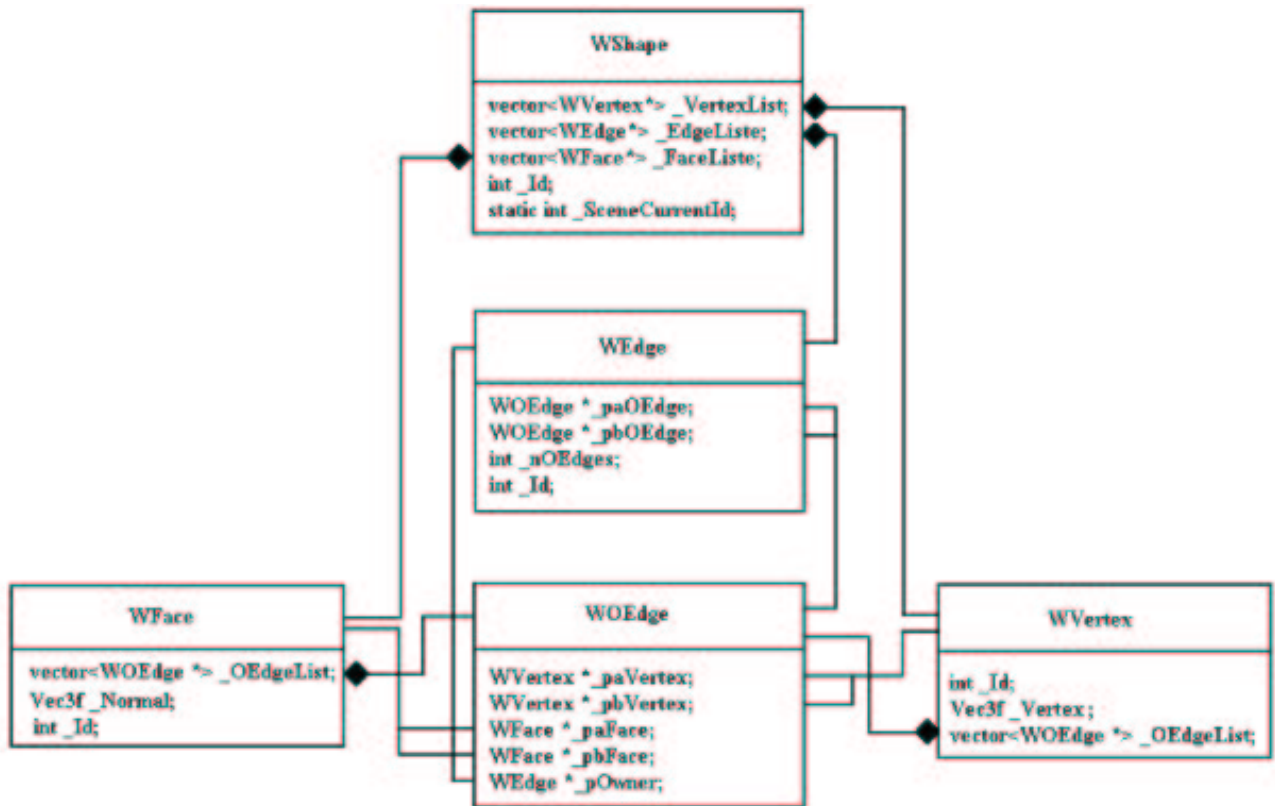 WShape
vector<WVertex*> _VertexList;
vector<WEdge*> _EdgeListe;
vector<WFace*> _FaceListe;
int _Id;
static int _SceneCurrentId;
WEdge
WOEdge *_paOEdge;
WOEdge *_pbOEdge;
int _nOEdges;
int _Id;
WFace
vector<WOEdge *> _OEdgeList;
Vec3f _Normal;
int _Id;
WOEdge
WVertex *_paVertex;
WVertex *_pbVertex;
WFace *_paFace;
WFace *_pbFace;
WEdge *_pOwner;
WVertex
int _Id;
Vec3f _Vertex;
vector<WOEdge *> _OEdgeList;